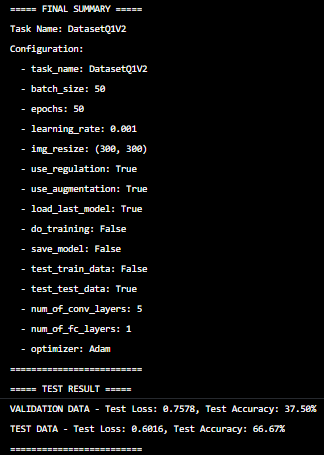 ===== FINAL SUMMARY =====
Task Name: DatasetQ1V2
Configuration:
- task_name: DatasetQ1V2
- batch_size: 50
- epochs: 50
- learning_rate: 0.001
- img_resize: (300, 300)
- use_regulation: True
- use_augmentation: True
- load_last_model: True
- do_training: False
- save_model: False
- test_train_data: False
- test_test_data: True
- num_of_conv_layers: 5
- num_of_fc_layers: 1
- optimizer: Adam
=========================
===== TEST RESULT =====
VALIDATION DATA - Test Loss: 0.7578, Test Accuracy: 37.50%
TEST DATA - Test Loss: 0.6016, Test Accuracy: 66.67%
=========================